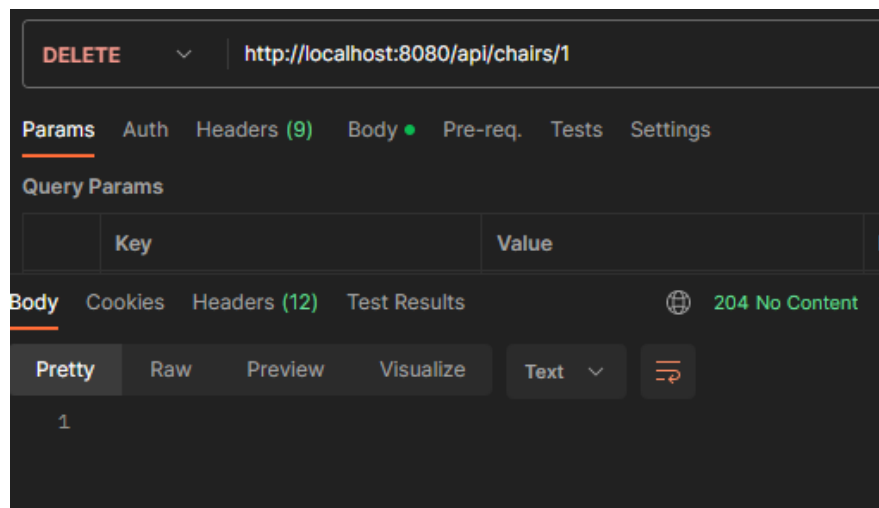 DELETE http://localhost:8080/api/chairs/1
Params Auth Headers (9) Body Pre-req. Tests Settings
Query Params
Key Value
Body Cookies Headers (12) Test Results 204 No Content
Pretty Raw Preview Visualize Text
1